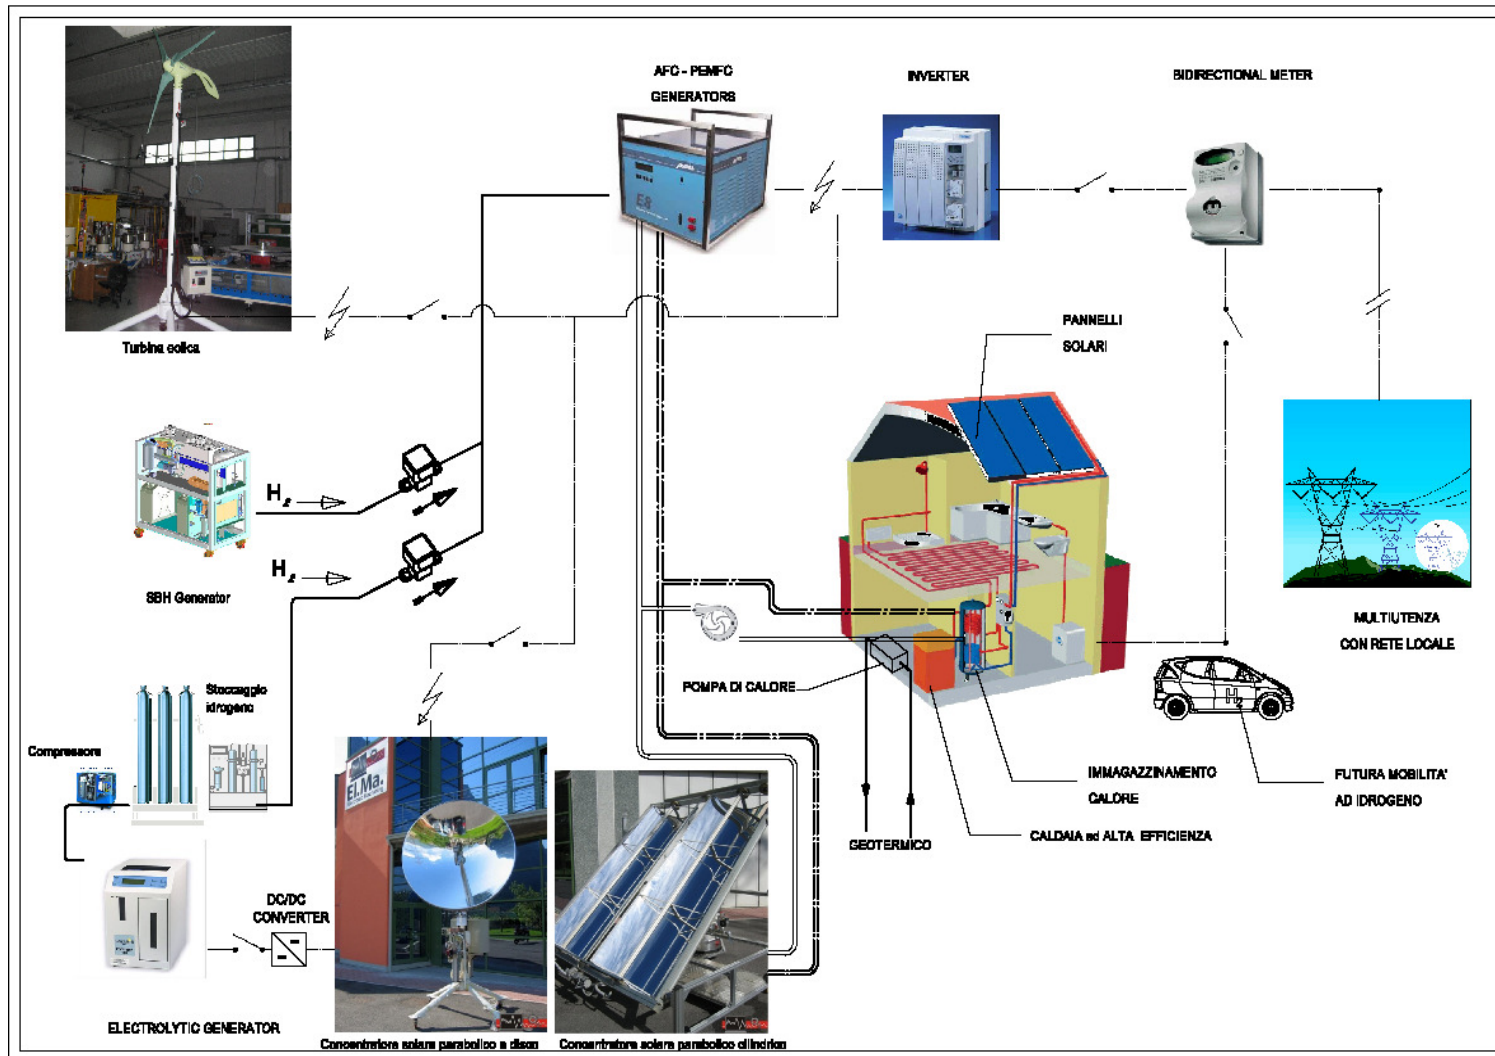 AFC - PEMFC
GENERATORS
INVERTER
BIDIRECTIONAL METER
E8
Turbina eolica
PANNELLI
SOLARI
H2
SBH Generator
H2
MULTIUTENZA
CON RETE LOCALE
POMPA DI CALORE
H2
Stoccaggio
idrogeno
Compressore
El.Ma.
IMMAGAZZINAMENTO
CALORE
FUTURA MOBILITA'
AD IDROGENO
GEOTERMICO
CALDAIA ad ALTA EFFICIENZA
DC/DC
CONVERTER
ELECTROLYTIC GENERATOR
Concentratore solare parabolico a disco
Concentratore solare parabolico cilindrico